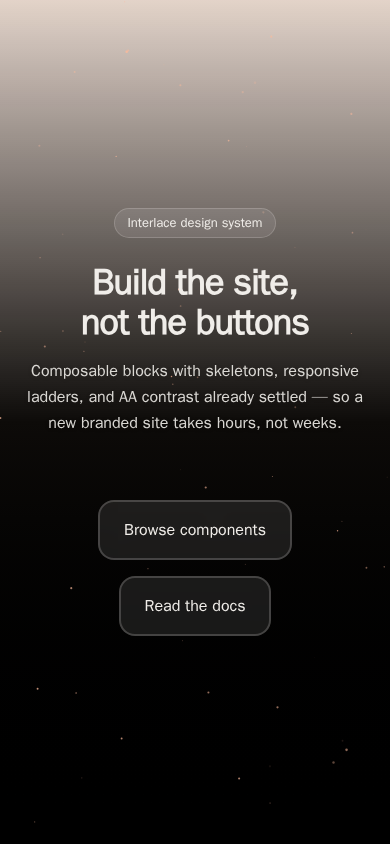 Interlace design system
Build the site,
not the buttons
Composable blocks with skeletons, responsive
ladders, and AA contrast already settled — so a
new branded site takes hours, not weeks.
Browse components
Read the docs